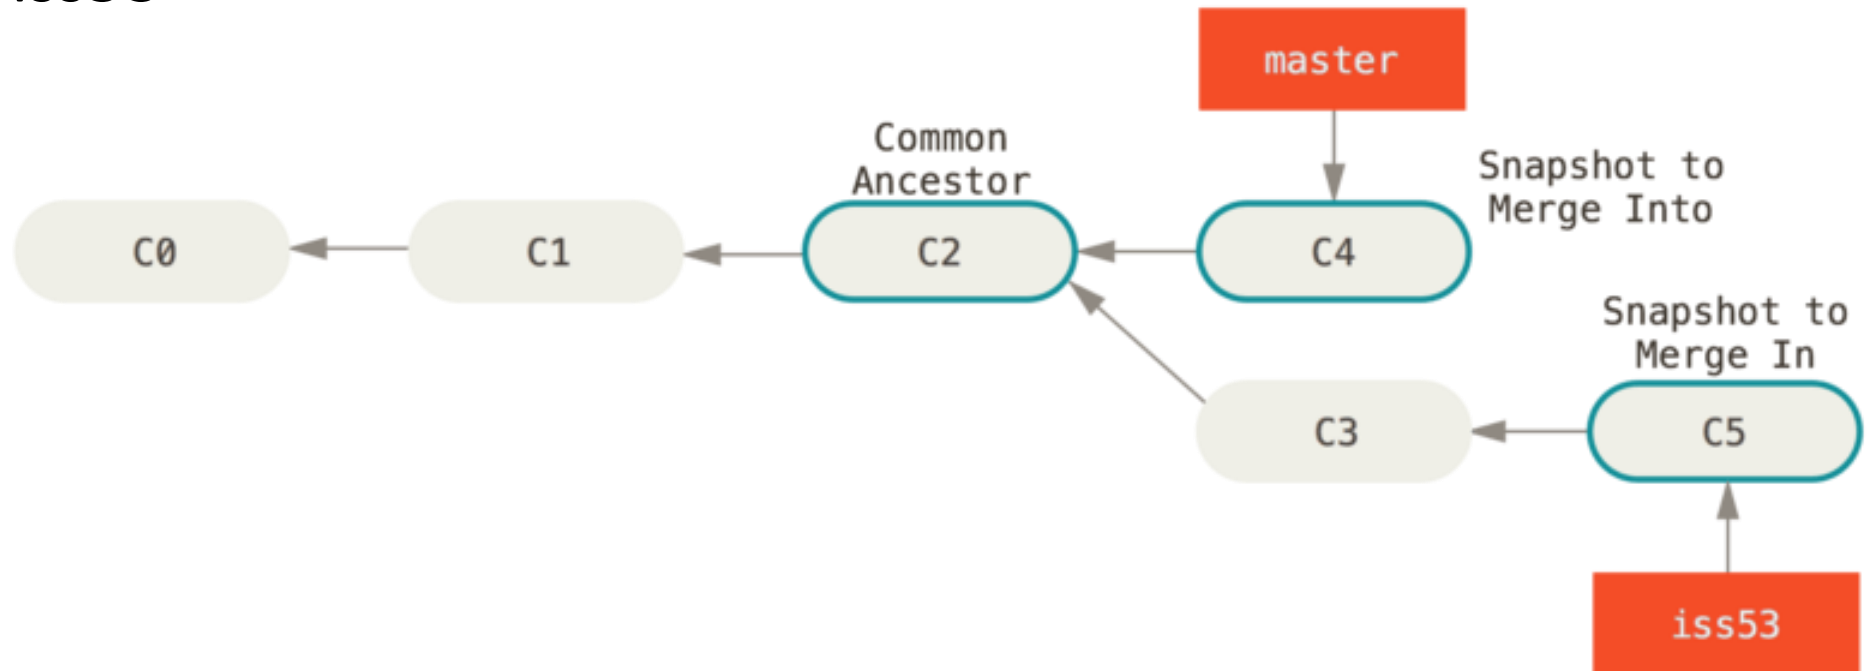 master
Common
Ancestor
Snapshot to
Merge Into
C0
C1
C2
C4
Snapshot to
Merge In
C3
C5
iss53